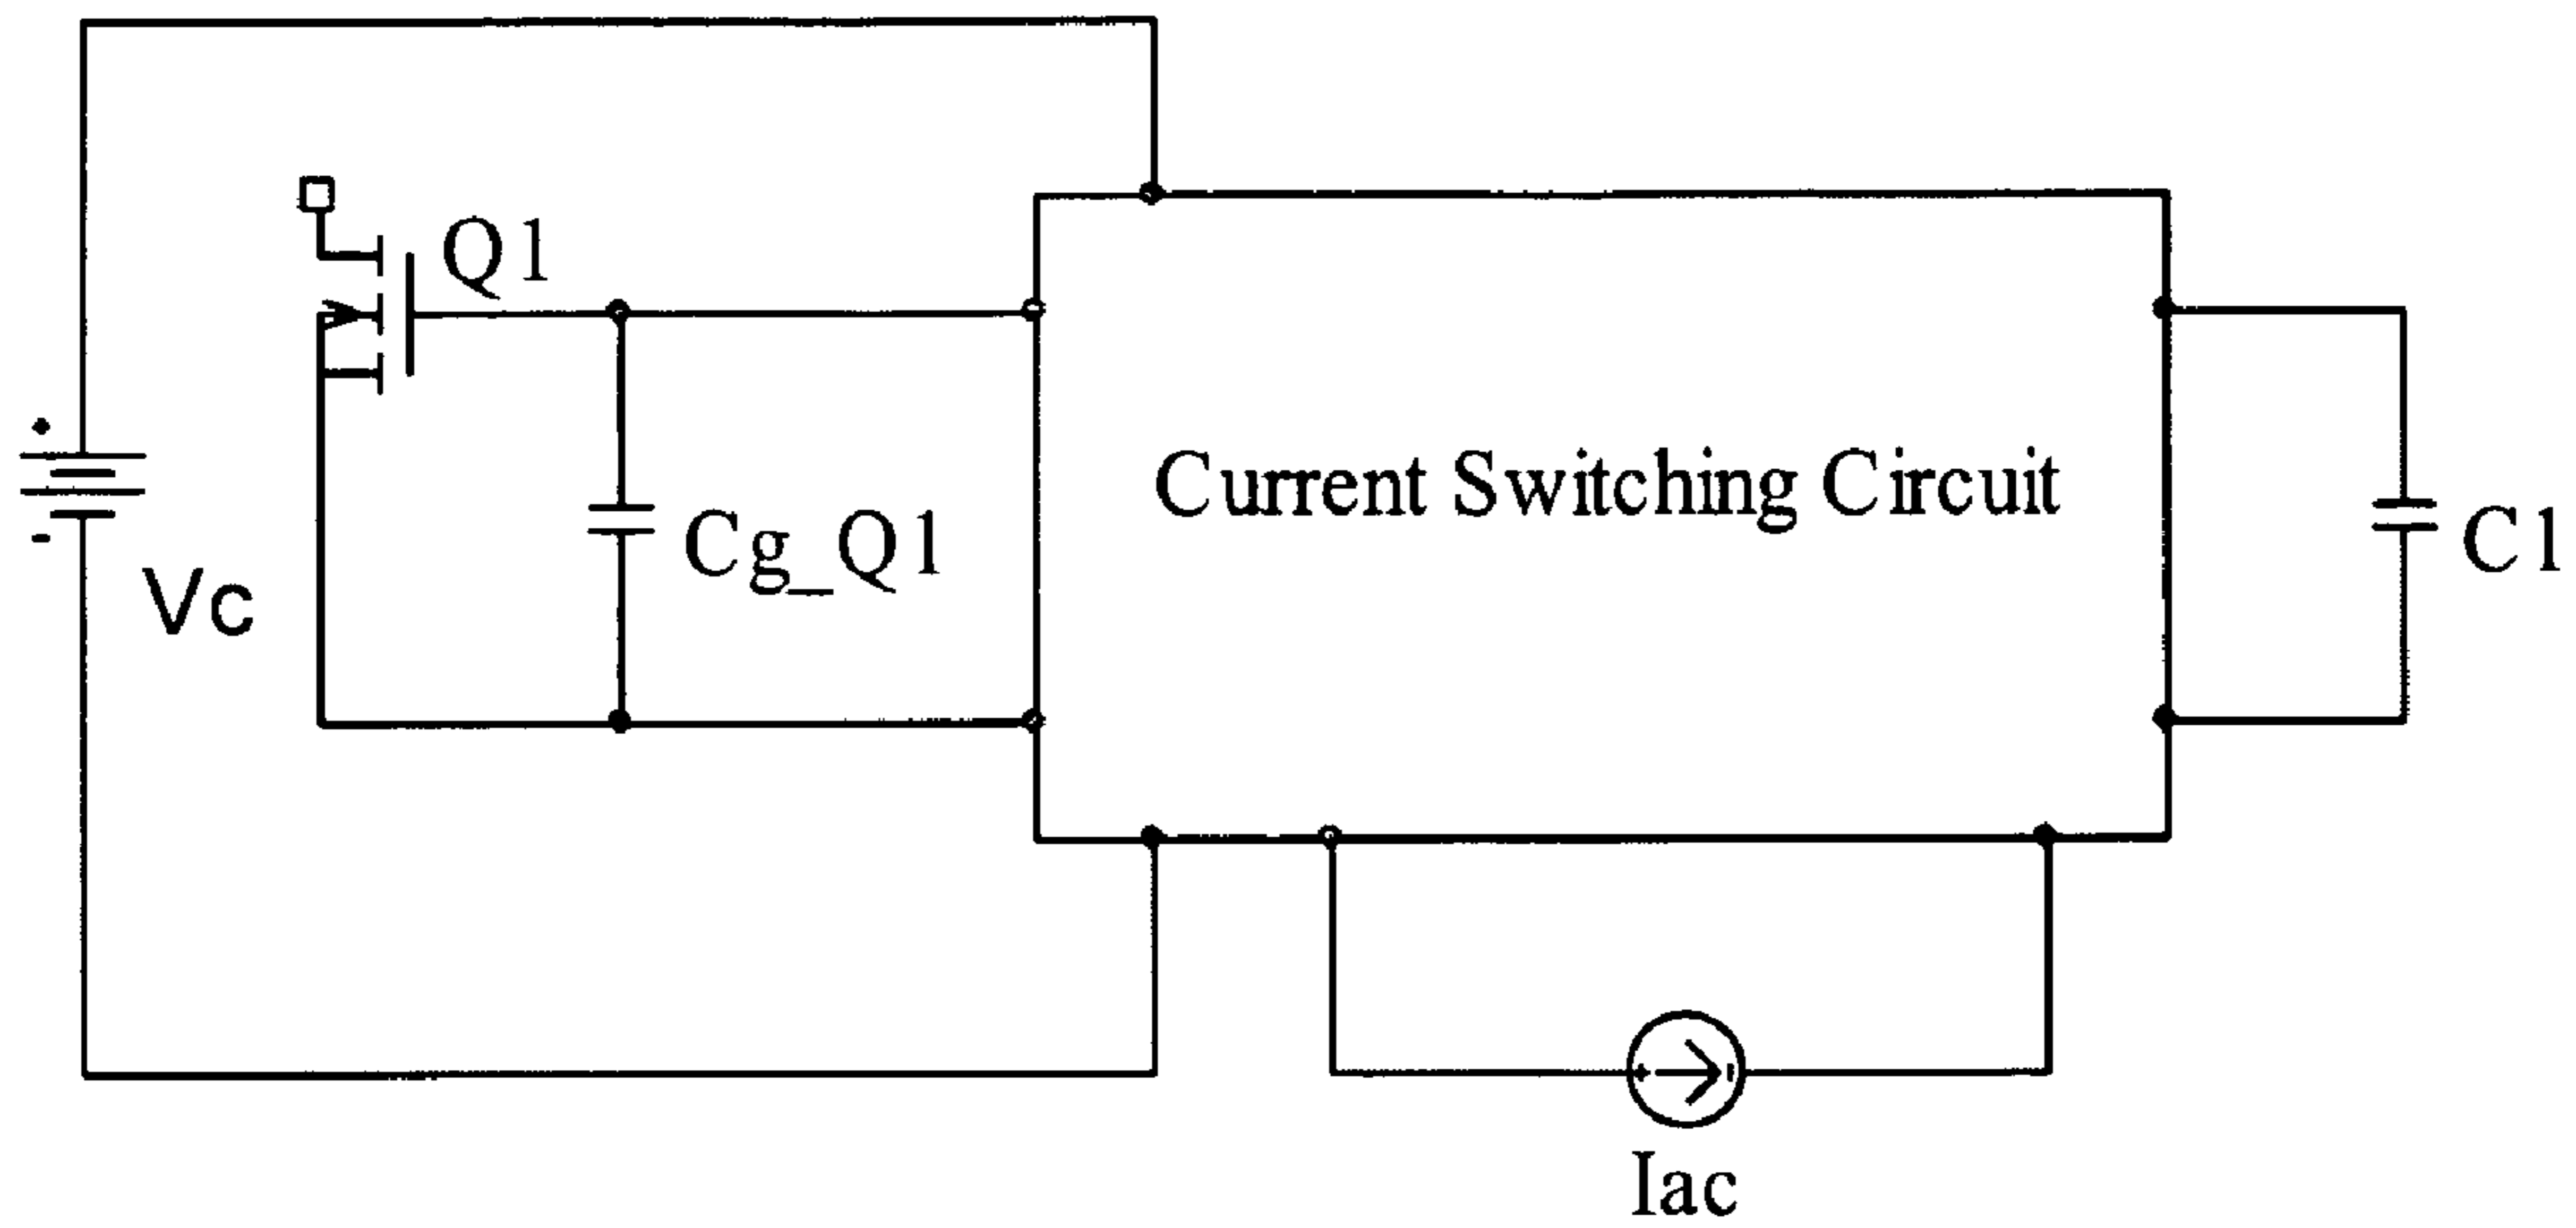 Q1
+
Current Switching Circuit
Cg_Q1
C1
-
Vc
+ -
Iac